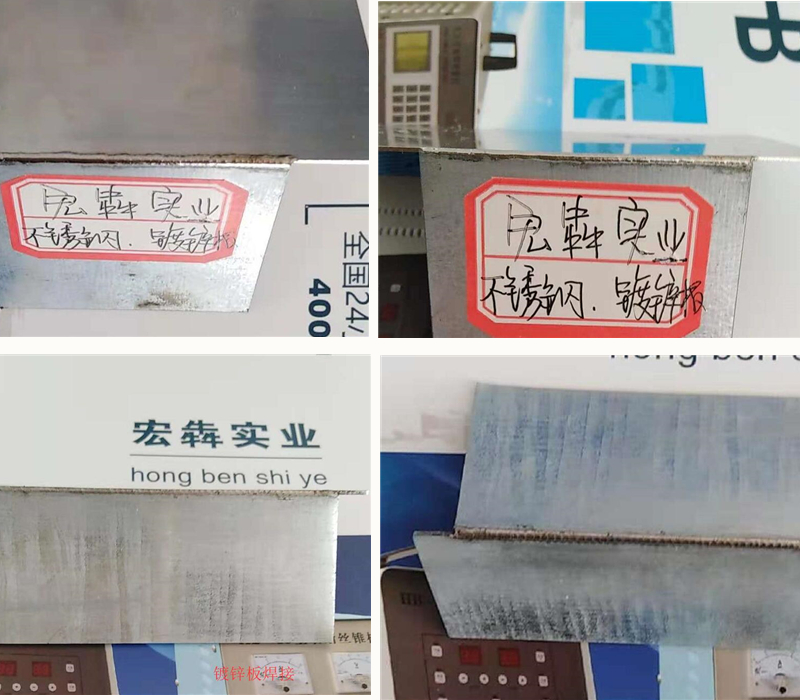 宏犇实业
不锈钢. 镀锌板
全国24小
400
B
宏犇实业
不锈钢. 镀锌板
宏犇实业
hong ben shi ye
镀锌板焊接
hong ben
HB